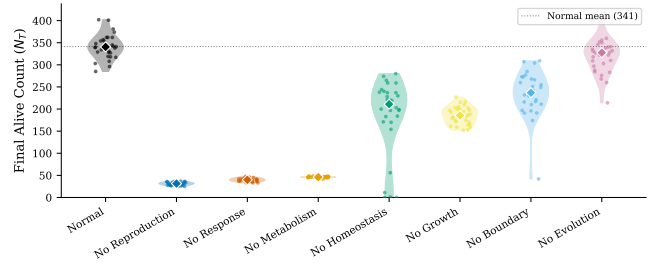 Final Alive Count (N_T)
400
350
300
250
200
150
100
50
0
Normal mean (341)
Normal
No Reproduction
No Response
No Metabolism
No Homeostasis
No Growth
No Boundary
No Evolution